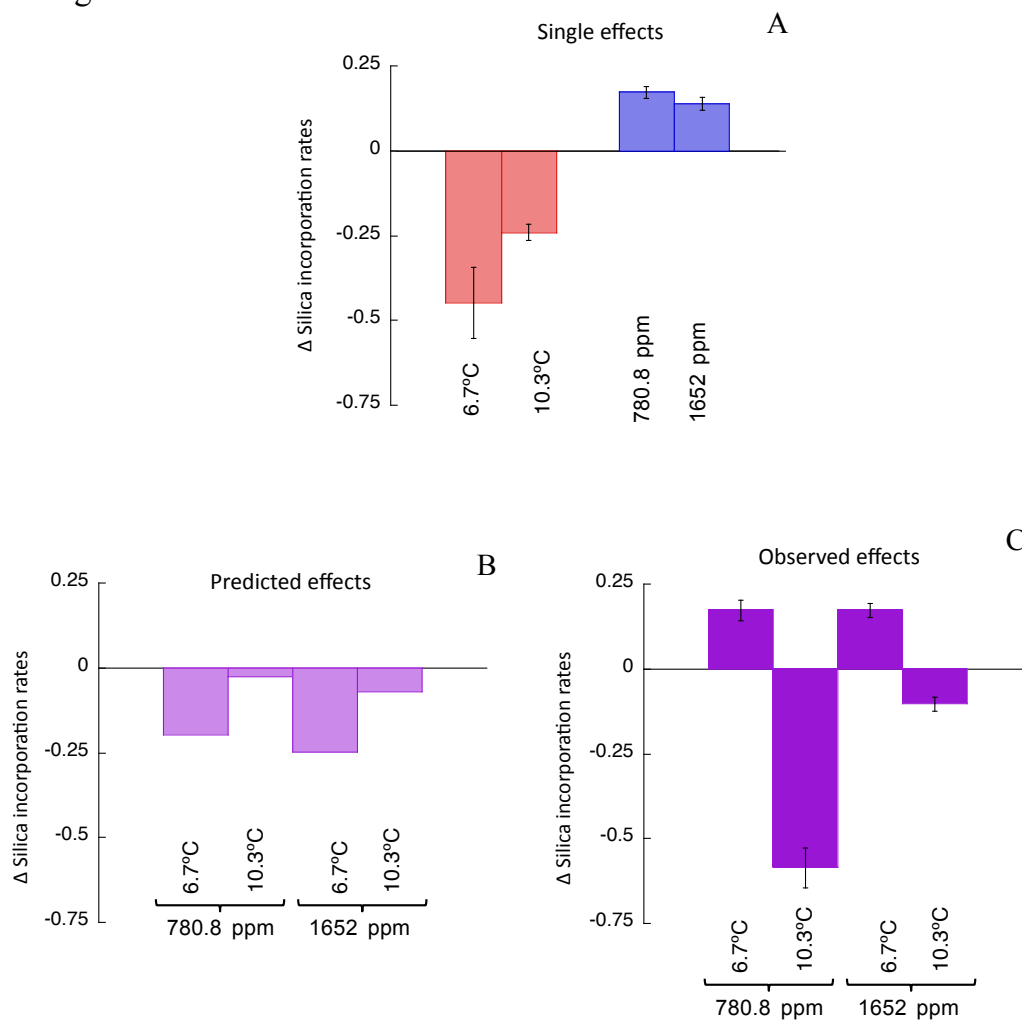 A
Single effects
Δ Silica incorporation rates
0.25
0
-0.25
-0.5
-0.75
6.7ºC
10.3ºC
780.8 ppm
1652 ppm
B
Predicted effects
Δ Silica incorporation rates
0.25
0
-0.25
-0.5
-0.75
6.7ºC
10.3ºC
6.7ºC
10.3ºC
780.8 ppm
1652 ppm
C
Observed effects
Δ Silica incorporation rates
0.25
0
-0.25
-0.5
-0.75
6.7ºC
10.3ºC
6.7ºC
10.3ºC
780.8 ppm
1652 ppm